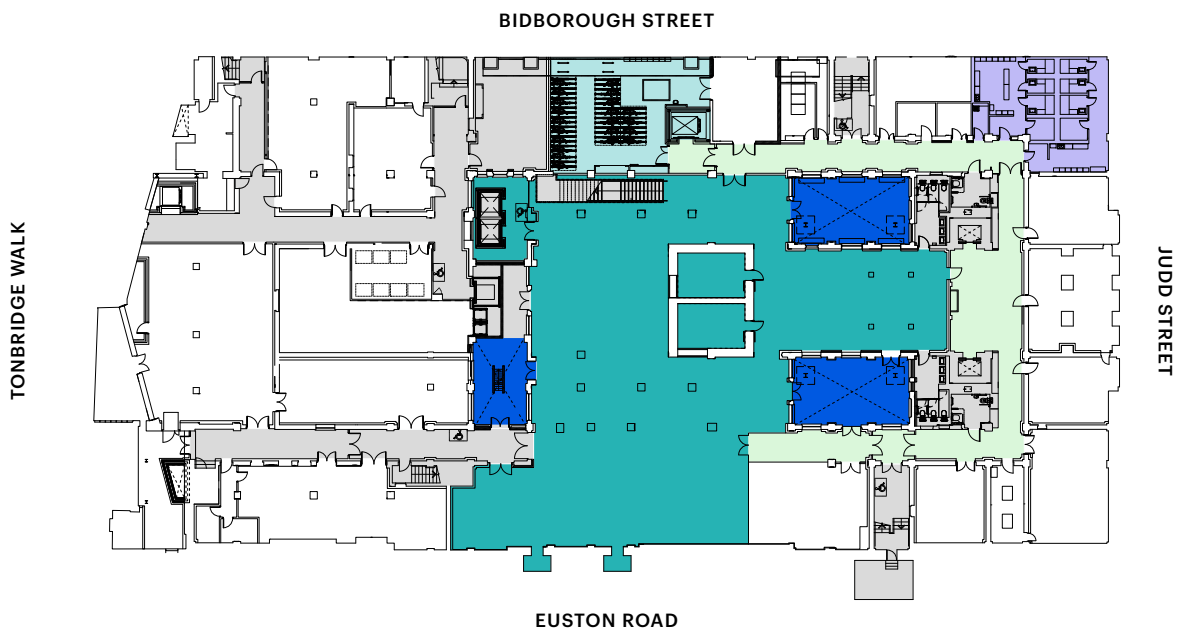 BIDBOROUGH STREET
TONBRIDGE WALK
JUDD STREET
EUSTON ROAD